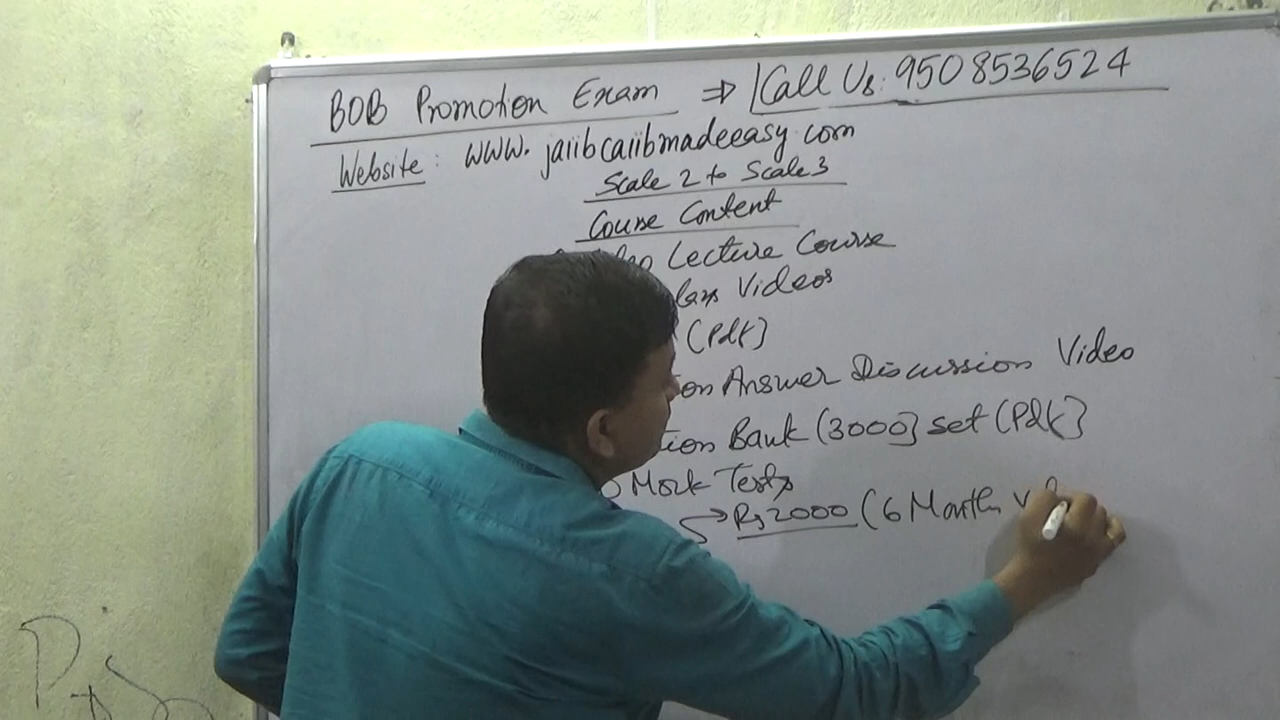 BOB Promotion Exam ⇒ Call Us: 9508536524
Website: www.jaiibcaiibmadeeasy.com
Scale 2 to Scale 3
Course Content
Lecture Course
Videos
(Pdf)
Answer Discussion Video
Bank (3000) set (Pdf)
Mock Tests
→ Rs 2000 (6 Month